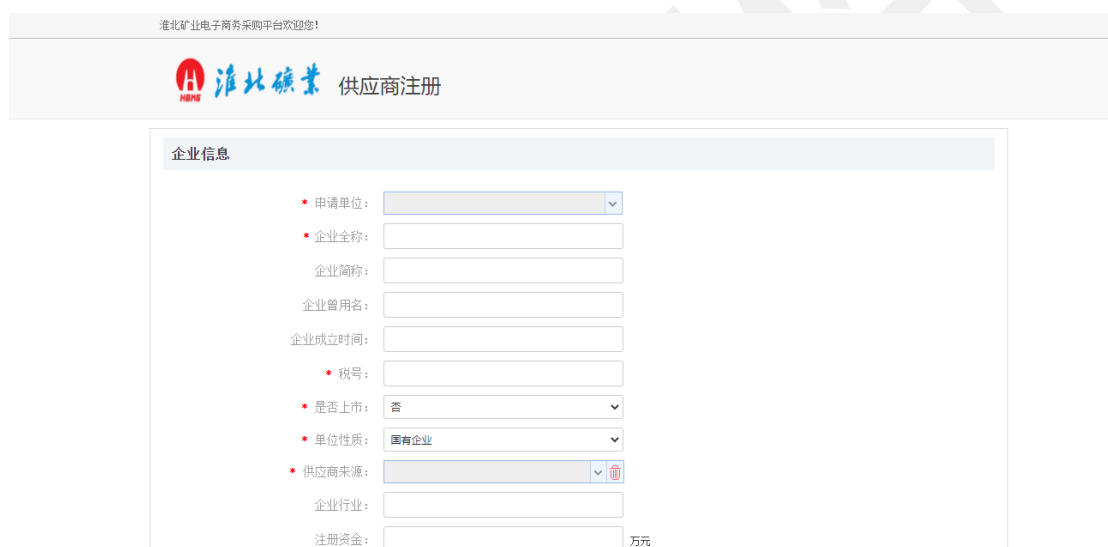 淮北矿业电子商务采购平台欢迎您！
HBMG 淮北礦業 供应商注册
企业信息
* 申请单位：
* 企业全称：
企业简称：
企业曾用名：
企业成立时间：
* 税号：
* 是否上市： 否
* 单位性质： 国有企业
* 供应商来源：
企业行业：
注册资金： 万元